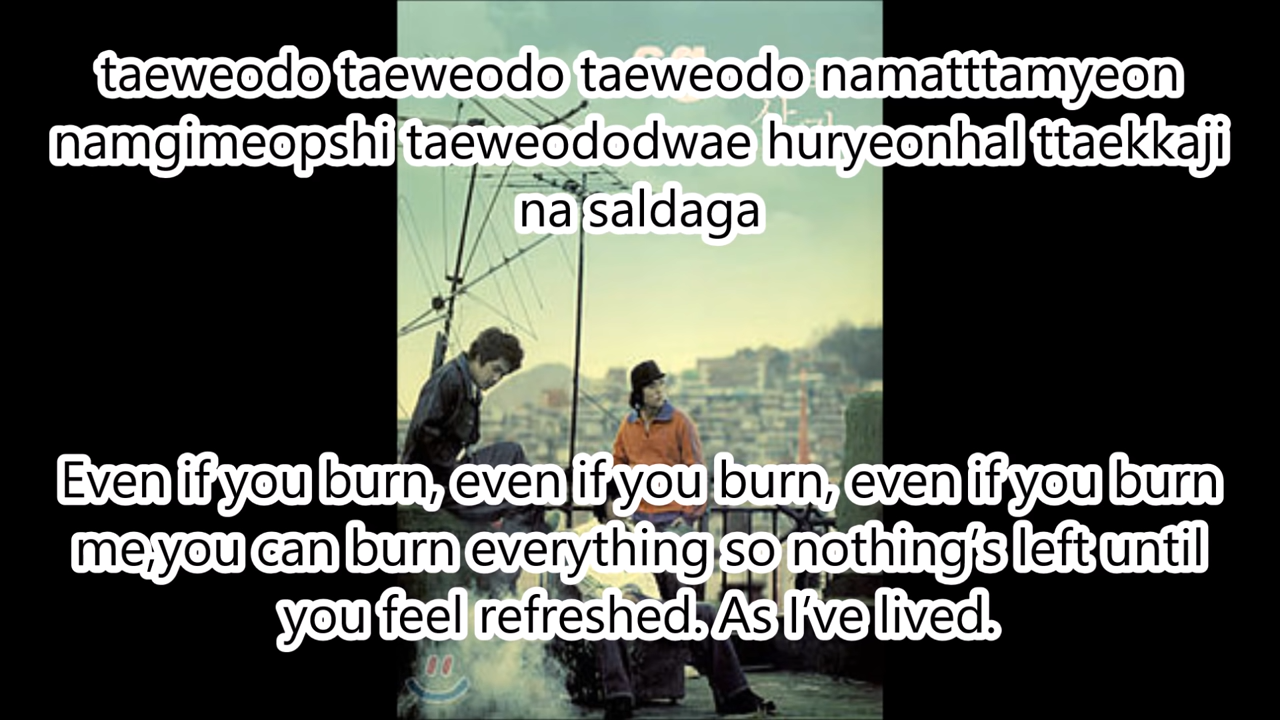 taeweodo taeweodo taeweodo namatttamyeon
namgimeopshi taeweododwae huryeonhal ttaekkaji
na saldaga
Even if you burn, even if you burn, even if you burn
me,you can burn everything so nothing's left until
you feel refreshed. As I've lived.